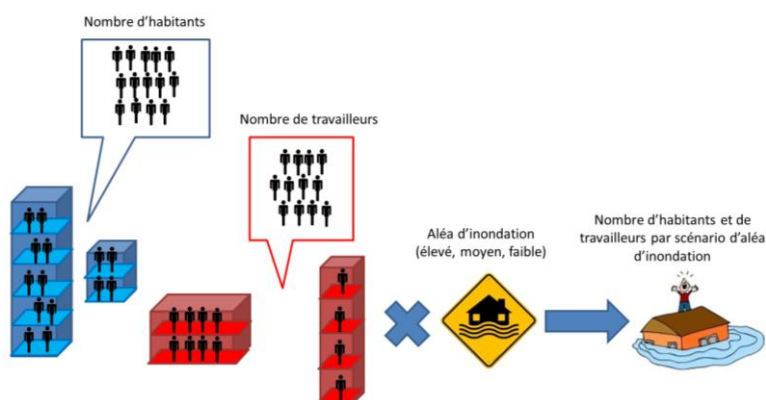 Nombre d'habitants
Nombre de travailleurs
Aléa d'inondation
(élevé, moyen, faible)
Nombre d'habitants et de
travailleurs par scénario d'aléa
d'inondation